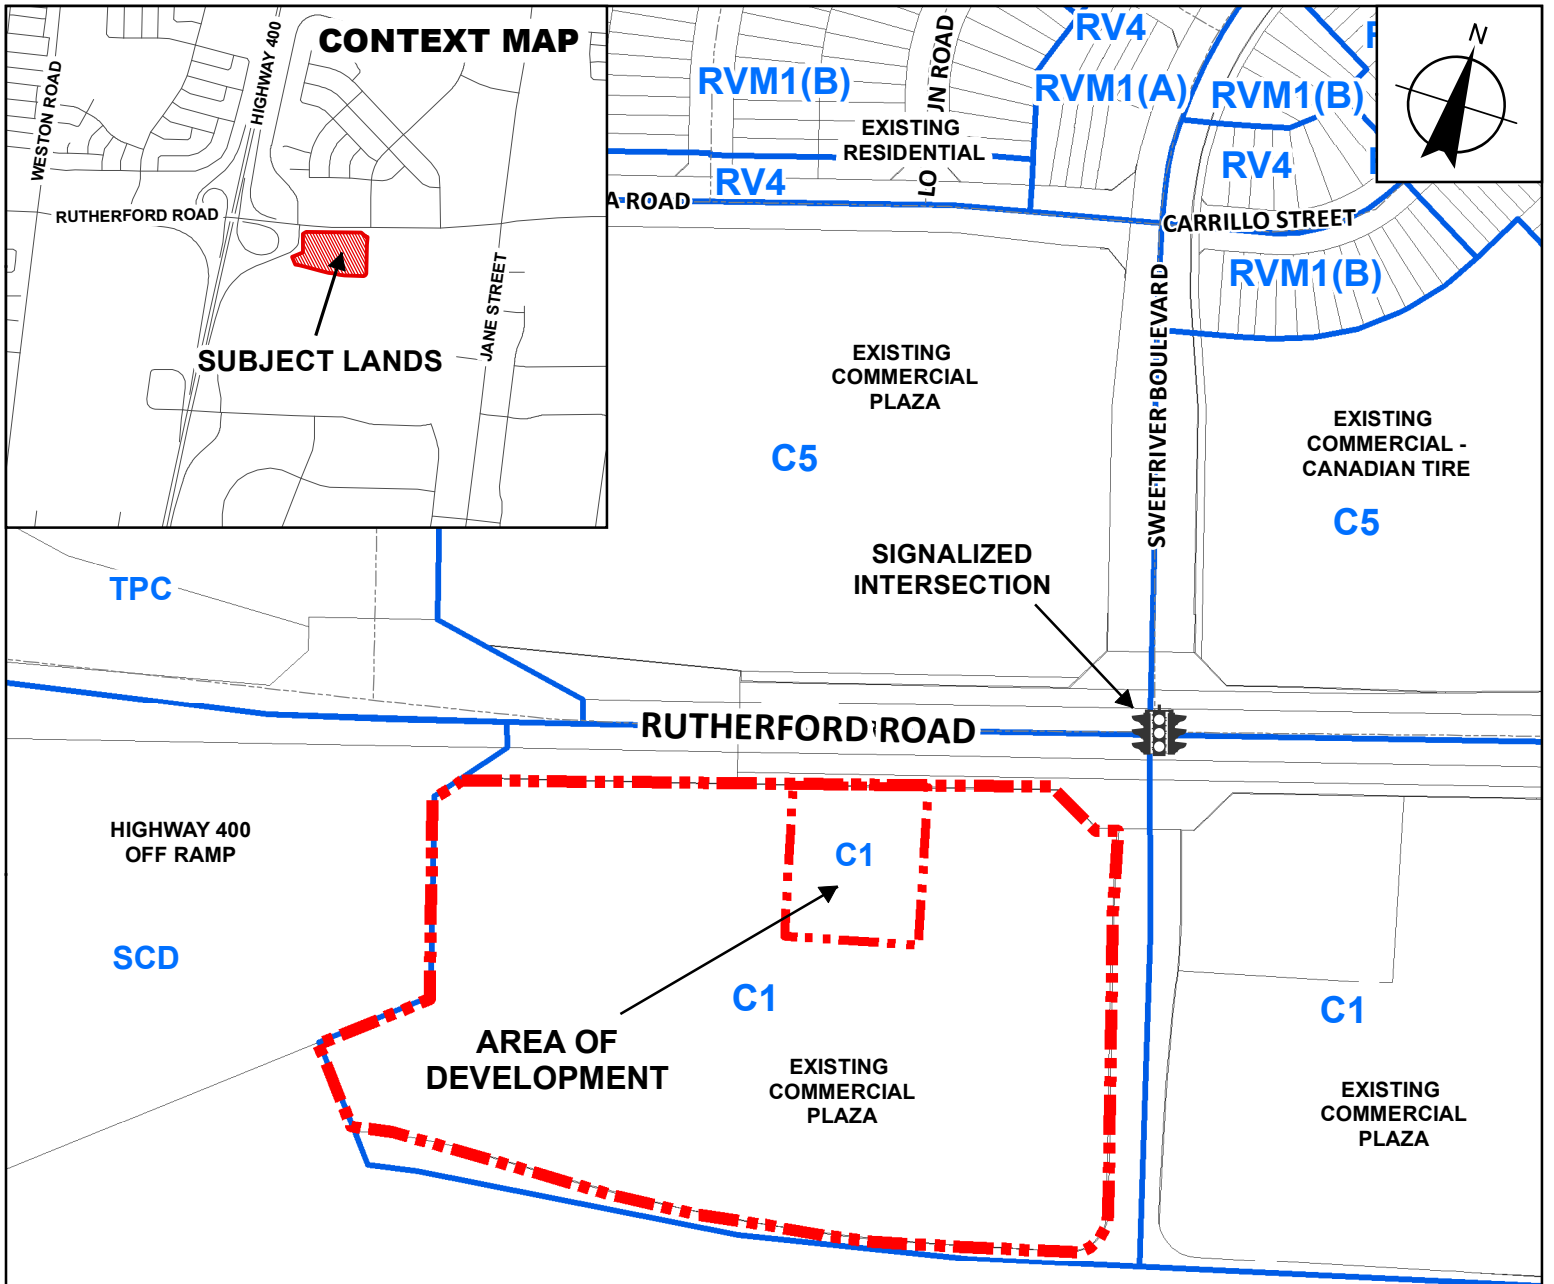 CONTEXT MAP
HIGHWAY 400
WESTON ROAD
RUTHERFORD ROAD
JANE STREET
SUBJECT LANDS
RV4
RVM1(B)
RVM1(A)
RVM1(B)
N
EXISTING
RESIDENTIAL
RV4
RV4
A ROAD
CARRILLO STREET
RVM1(B)
SWEETRIVER BOULEVARD
EXISTING
COMMERCIAL
PLAZA
C5
EXISTING
COMMERCIAL -
CANADIAN TIRE
C5
SIGNALIZED
INTERSECTION
TPC
RUTHERFORD ROAD
HIGHWAY 400
OFF RAMP
SCD
C1
C1
AREA OF
DEVELOPMENT
EXISTING
COMMERCIAL
PLAZA
C1
EXISTING
COMMERCIAL
PLAZA